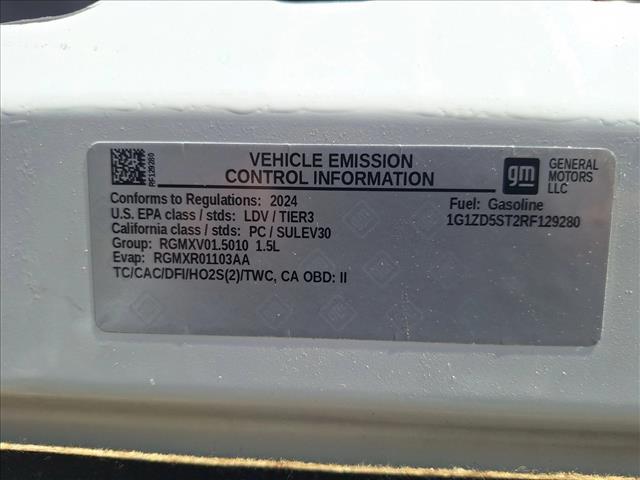 RF129280
VEHICLE EMISSION
CONTROL INFORMATION
gm
GENERAL
MOTORS
LLC
Conforms to Regulations: 2024
U.S. EPA class / stds: LDV / TIER3
California class / stds: PC / SULEV30
Group: RGMXV01.5010 1.5L
Evap: RGMXR01103AA
TC/CAC/DFI/HO2S(2)/TWC, CA OBD: II
Fuel: Gasoline
1G1ZD5ST2RF129280